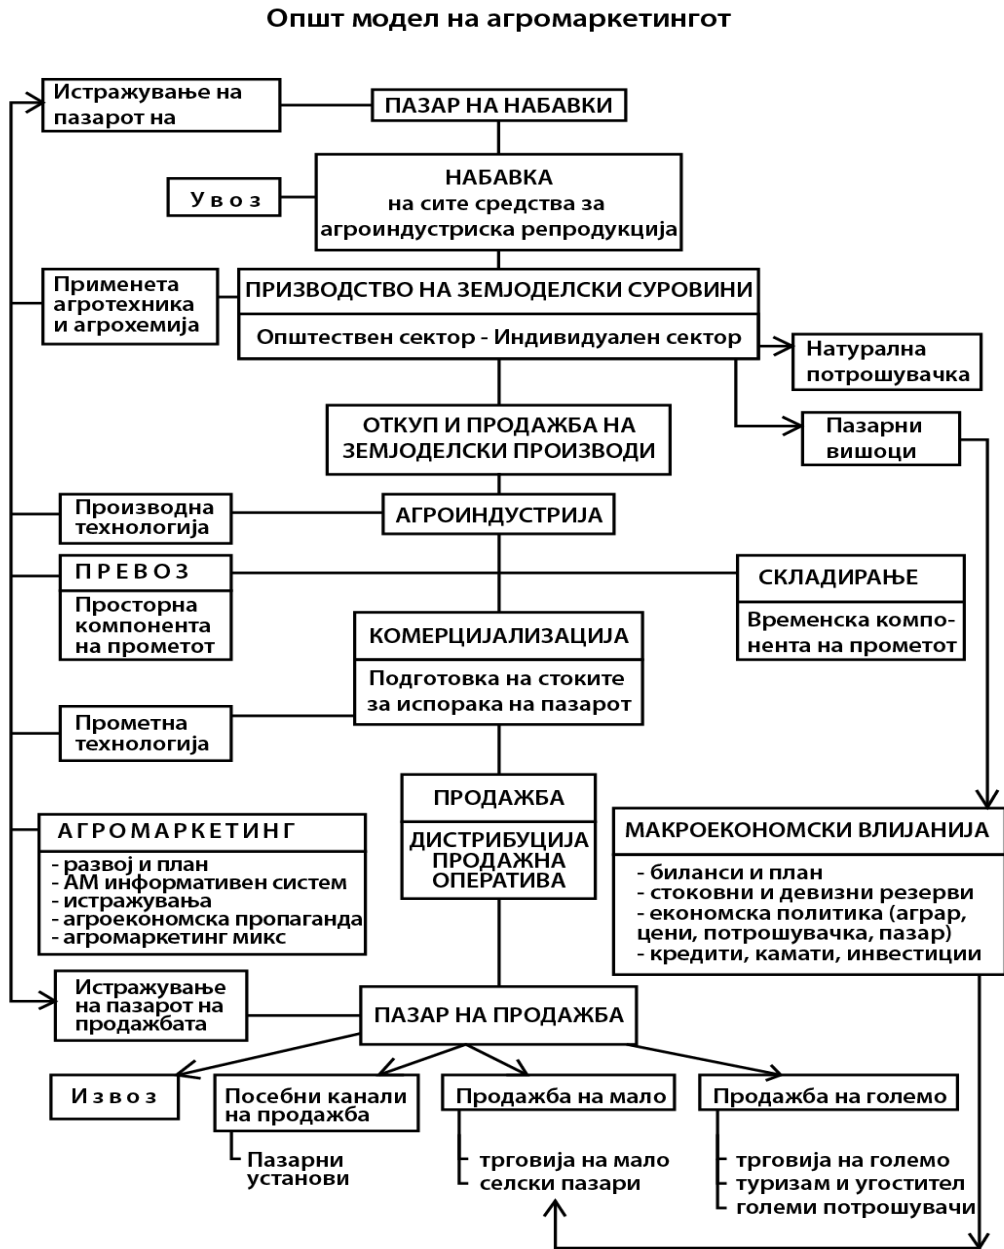 Општ модел на агромаркетингот
Истражување на
пазарот на
ПАЗАР НА НАБАВКИ
НАБАВКА
на сите средства за
агроиндустриска репродукција
У в о з
Применета
агротехника
и агрохемија
ПРИЗВОДСТВО НА ЗЕМЈОДЕЛСКИ СУРОВИНИ
Општествен сектор - Индивидуален сектор
Натурална
потрошувачка
Пазарни
вишоци
ОТКУП И ПРОДАЖБА НА
ЗЕМЈОДЕЛСКИ ПРОИЗВОДИ
Производна
технологија
АГРОИНДУСТРИЈА
П Р Е В О З
Просторна
компонента
на прометот
СКЛАДИРАЊЕ
Временска компо-
нента на прометот
КОМЕРЦИЈАЛИЗАЦИЈА
Подготовка на стоките
за испорака на пазарот
Прометна
технологија
ПРОДАЖБА
ДИСТРИБУЦИЈА
ПРОДАЖНА
ОПЕРАТИВА
А Г Р О М А Р К Е Т И Н Г
- развој и план
- АМ информативен систем
- истражувања
- агроекономска пропаганда
- агромаркетинг микс
МАКРОЕКОНОМСКИ ВЛИЈАНИЈА
- биланси и план
- стоковни и девизни резерви
- економска политика (аграр,
цени, потрошувачка, пазар)
- кредити, камати, инвестиции
Истражување
на пазарот на
продажбата
ПАЗАР НА ПРОДАЖБА
И з в о з
Посебни канали
на продажба
Пазарни
установи
Продажба на мало
трговија на мало
селски пазари
Продажба на големо
трговија на големо
туризам и угостител
големи потрошувачи